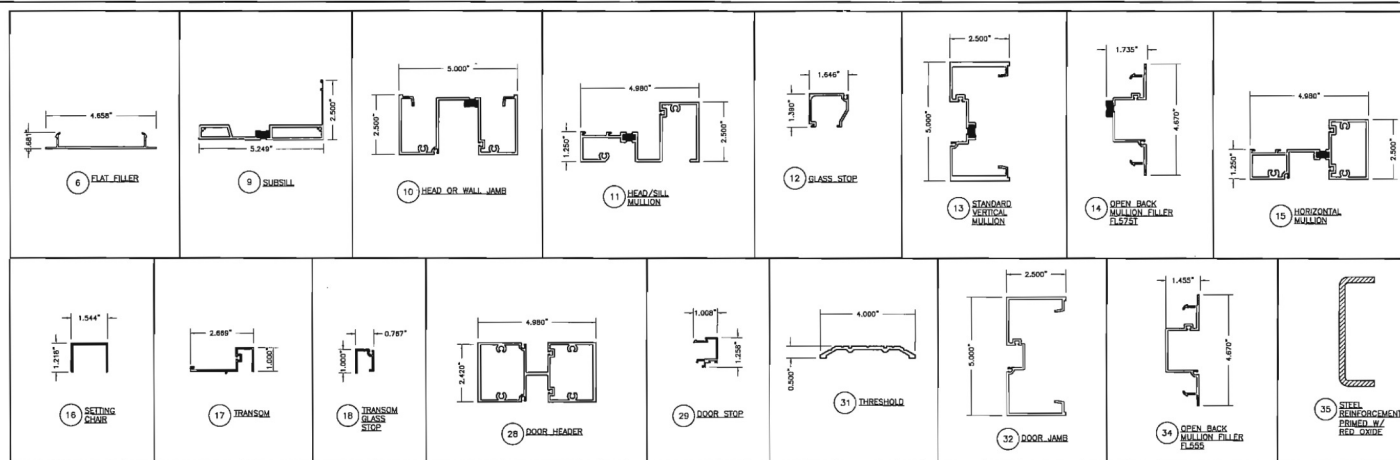 4.658"
0.681"
6 FLAT FILLER
2.500"
5.249"
9 SUBSILL
5.000"
2.500"
10 HEAD OR WALL JAMB
4.980"
1.250"
2.500"
11 HEAD/SILL
MULLION
1.646"
1.390"
12 GLASS STOP
2.500"
5.000"
13 STANDARD
VERTICAL
MULLION
1.735"
4.670"
14 OPEN BACK
MULLION FILLER
FL575T
4.980"
1.250"
2.500"
15 HORIZONTAL
MULLION
1.544"
1.218"
16 SETTING
CHAIR
2.669"
1.000"
17 TRANSOM
0.767"
1.000"
18 TRANSOM
GLASS
STOP
4.980"
2.420"
28 DOOR HEADER
1.008"
1.258"
29 DOOR STOP
4.000"
0.500"
31 THRESHOLD
2.500"
5.000"
32 DOOR JAMB
1.455"
4.670"
34 OPEN BACK
MULLION FILLER
FL555
35 STEEL
REINFORCEMENT
PRIMED W/
RED OXIDE